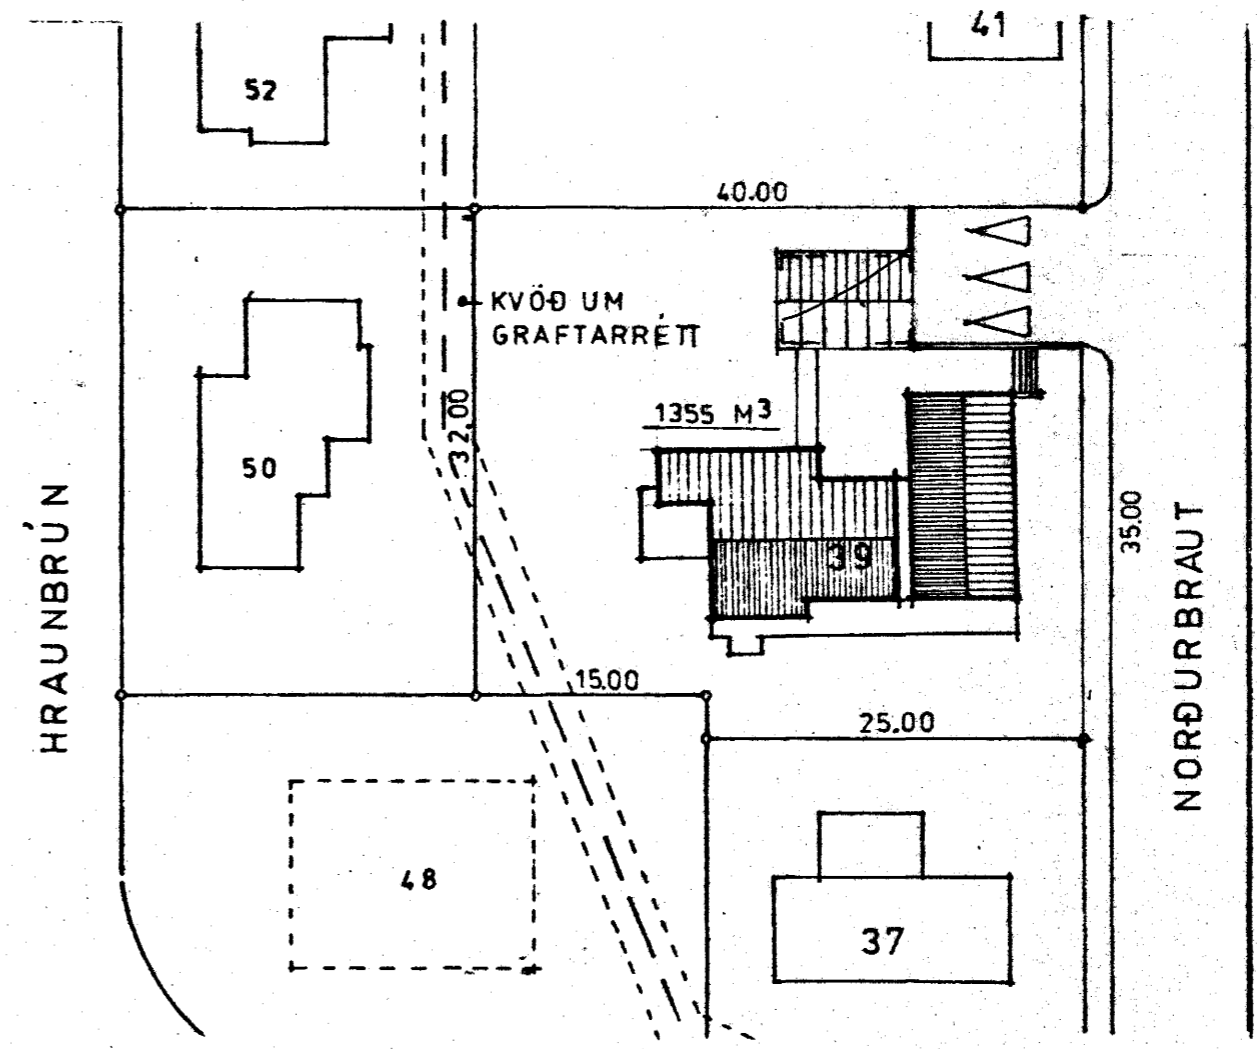 41
52
40.00
KVÖÐ UM
GRAFTARRÉTT
32.00
1355 M3
50
39
35.00
HRAUNBRÚN
NORÐURBRAUT
15.00
25.00
48
37